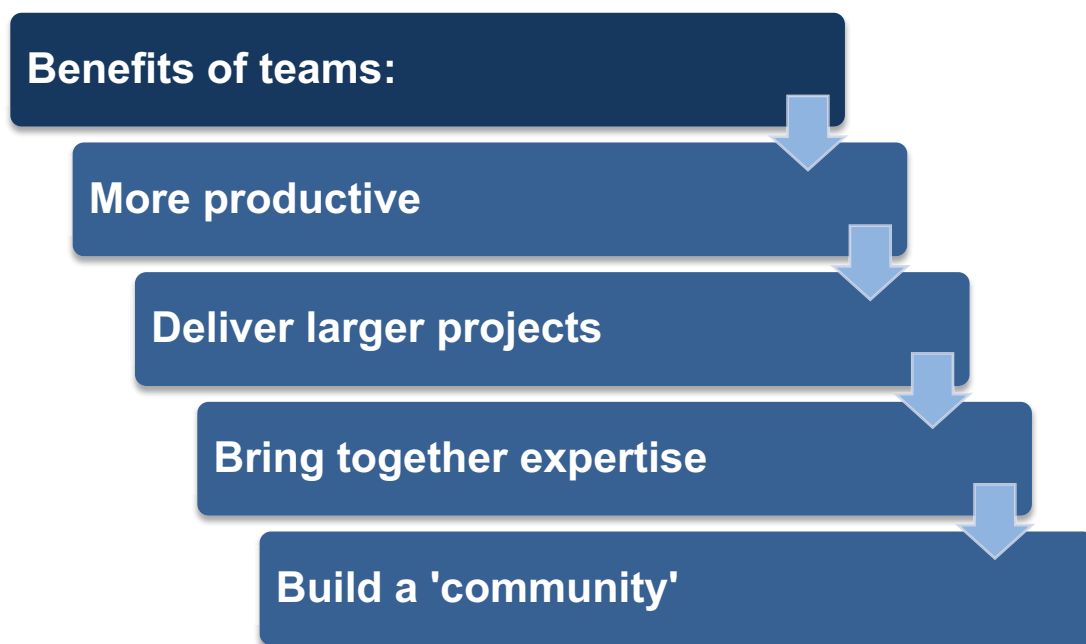 Benefits of teams:
More productive
Deliver larger projects
Bring together expertise
Build a 'community'